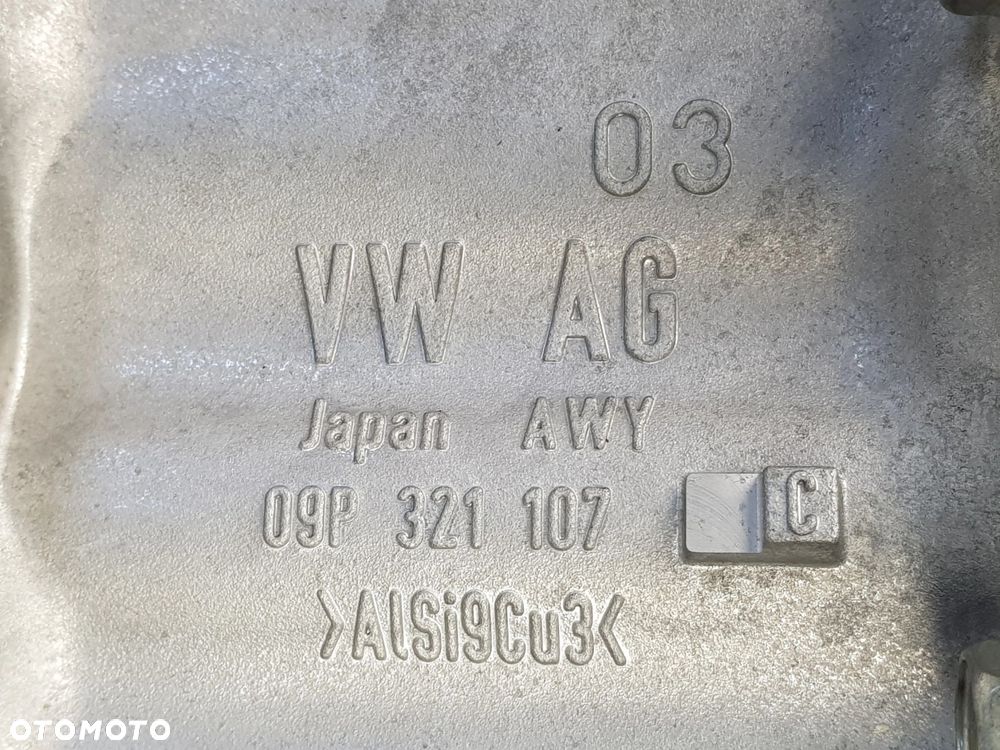 03
VW AG
Japan AWY
09P 321 107 C
>AlSi9Cu3<
OTOMOTO